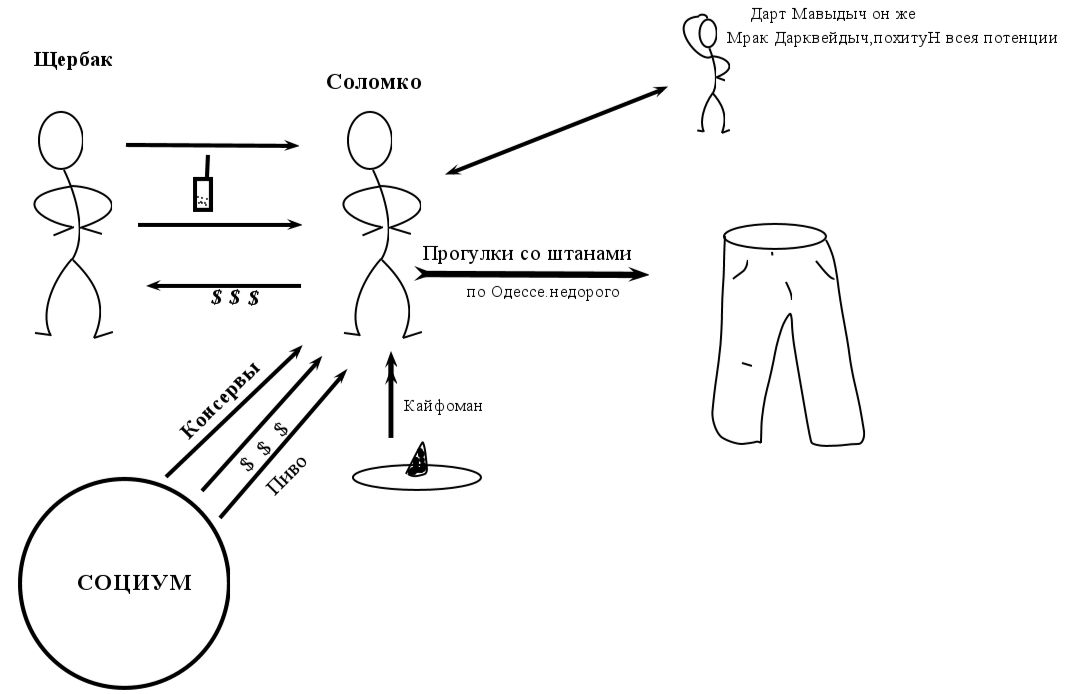 Дарт Мавыдыч он же
Мрак Дарквейдыч,похитуН всея потенции
Щербак
Соломко
Прогулки со штанами
по Одессе.недорого
$ $ $
Консервы
$ $ $
Пиво
Кайфоман
СОЦИУМ